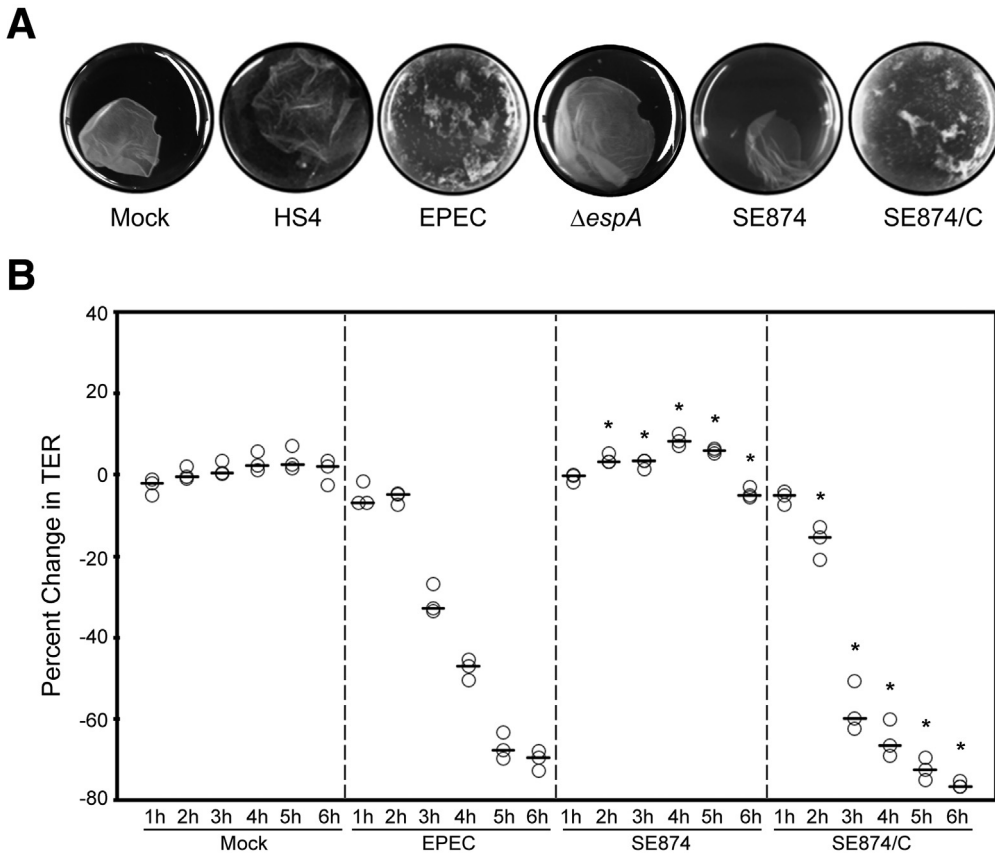 A
Mock HS4 EPEC ΔespA SE874 SE874/C
B
Percent Change in TER
40
20
0
-20
-40
-60
-80
* * * * *
* * * * *
1h 2h 3h 4h 5h 6h 1h 2h 3h 4h 5h 6h 1h 2h 3h 4h 5h 6h 1h 2h 3h 4h 5h 6h
Mock EPEC SE874 SE874/C